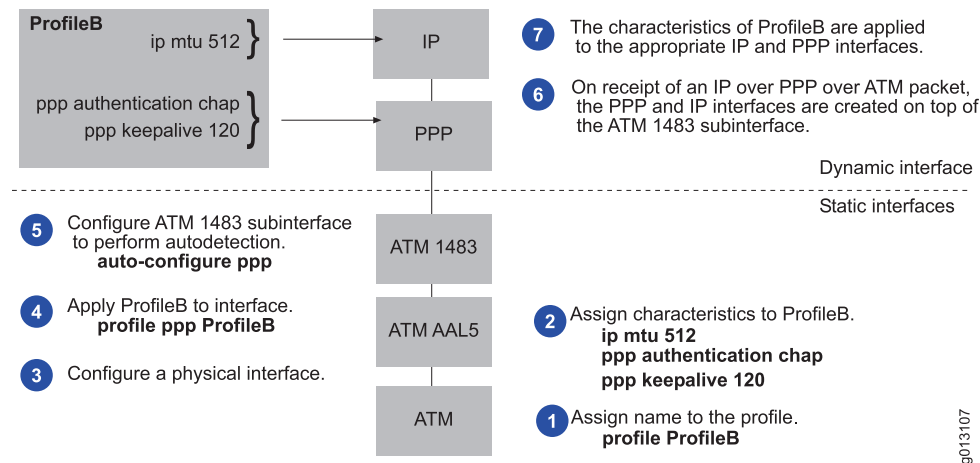 ProfileB
ip mtu 512 }
ppp authentication chap
ppp keepalive 120 }
IP
PPP
7 The characteristics of ProfileB are applied
to the appropriate IP and PPP interfaces.
6 On receipt of an IP over PPP over ATM packet,
the PPP and IP interfaces are created on top of
the ATM 1483 subinterface.
Dynamic interface
Static interfaces
5 Configure ATM 1483 subinterface
to perform autodetection.
auto-configure ppp
4 Apply ProfileB to interface.
profile ppp ProfileB
3 Configure a physical interface.
ATM 1483
ATM AAL5
ATM
2 Assign characteristics to ProfileB.
ip mtu 512
ppp authentication chap
ppp keepalive 120
1 Assign name to the profile.
profile ProfileB
g013107